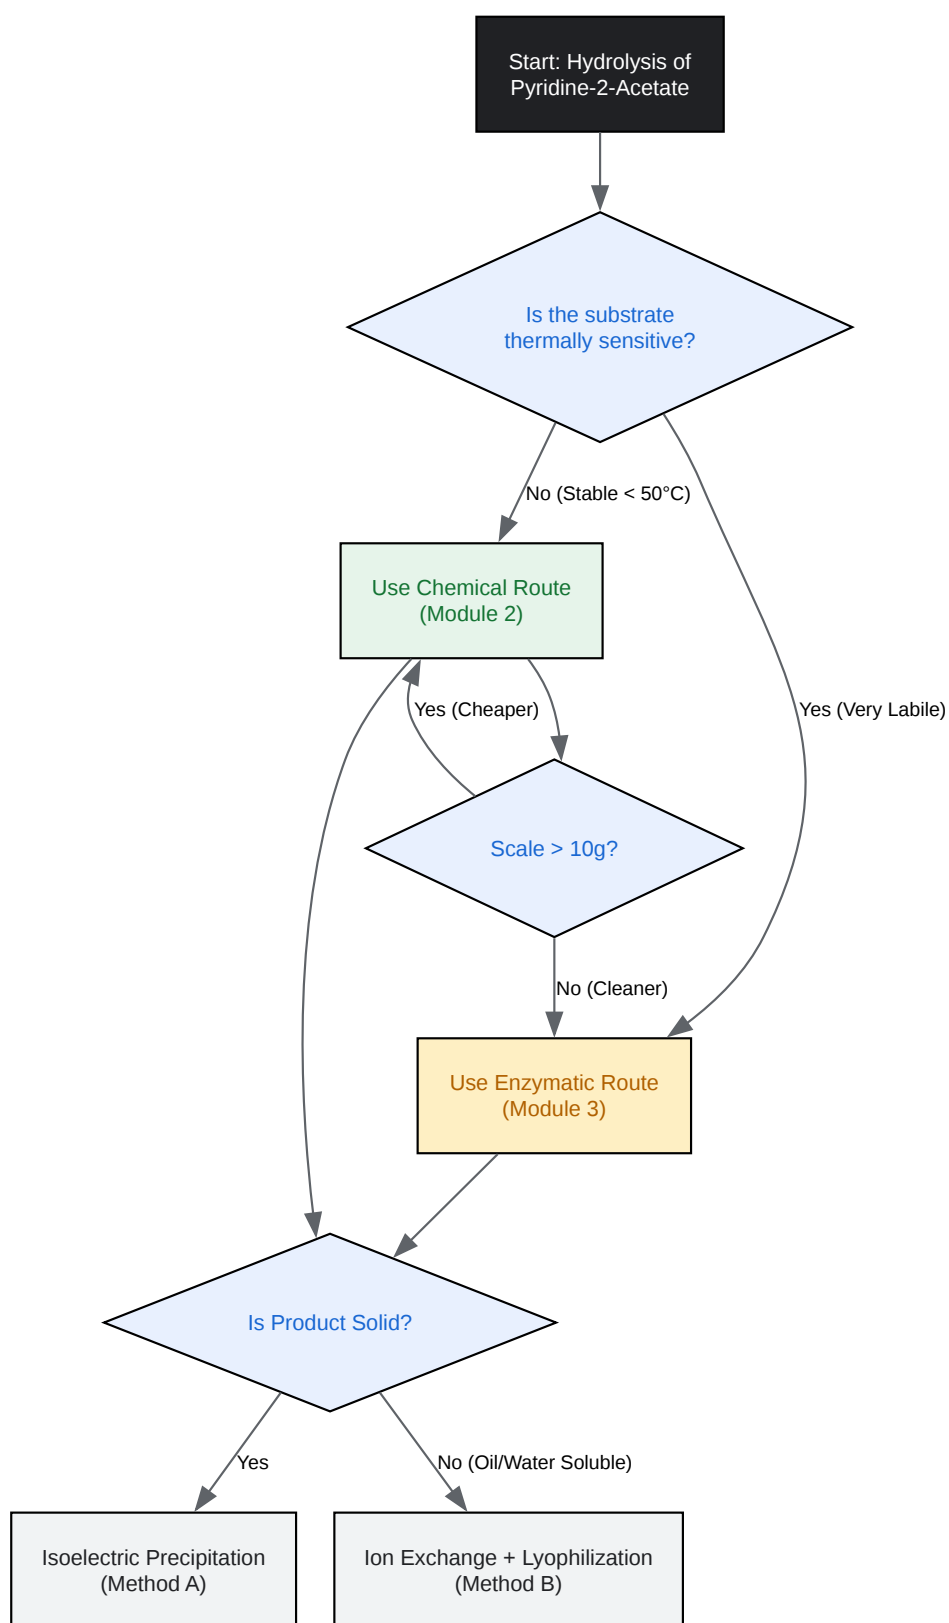 Start: Hydrolysis of
Pyridine-2-Acetate
Is the substrate
thermally sensitive?
No (Stable < 50°C)
Use Chemical Route
(Module 2)
Yes (Cheaper)
Yes (Very Labile)
Scale > 10g?
No (Cleaner)
Use Enzymatic Route
(Module 3)
Is Product Solid?
Yes
No (Oil/Water Soluble)
Isoelectric Precipitation
(Method A)
Ion Exchange + Lyophilization
(Method B)